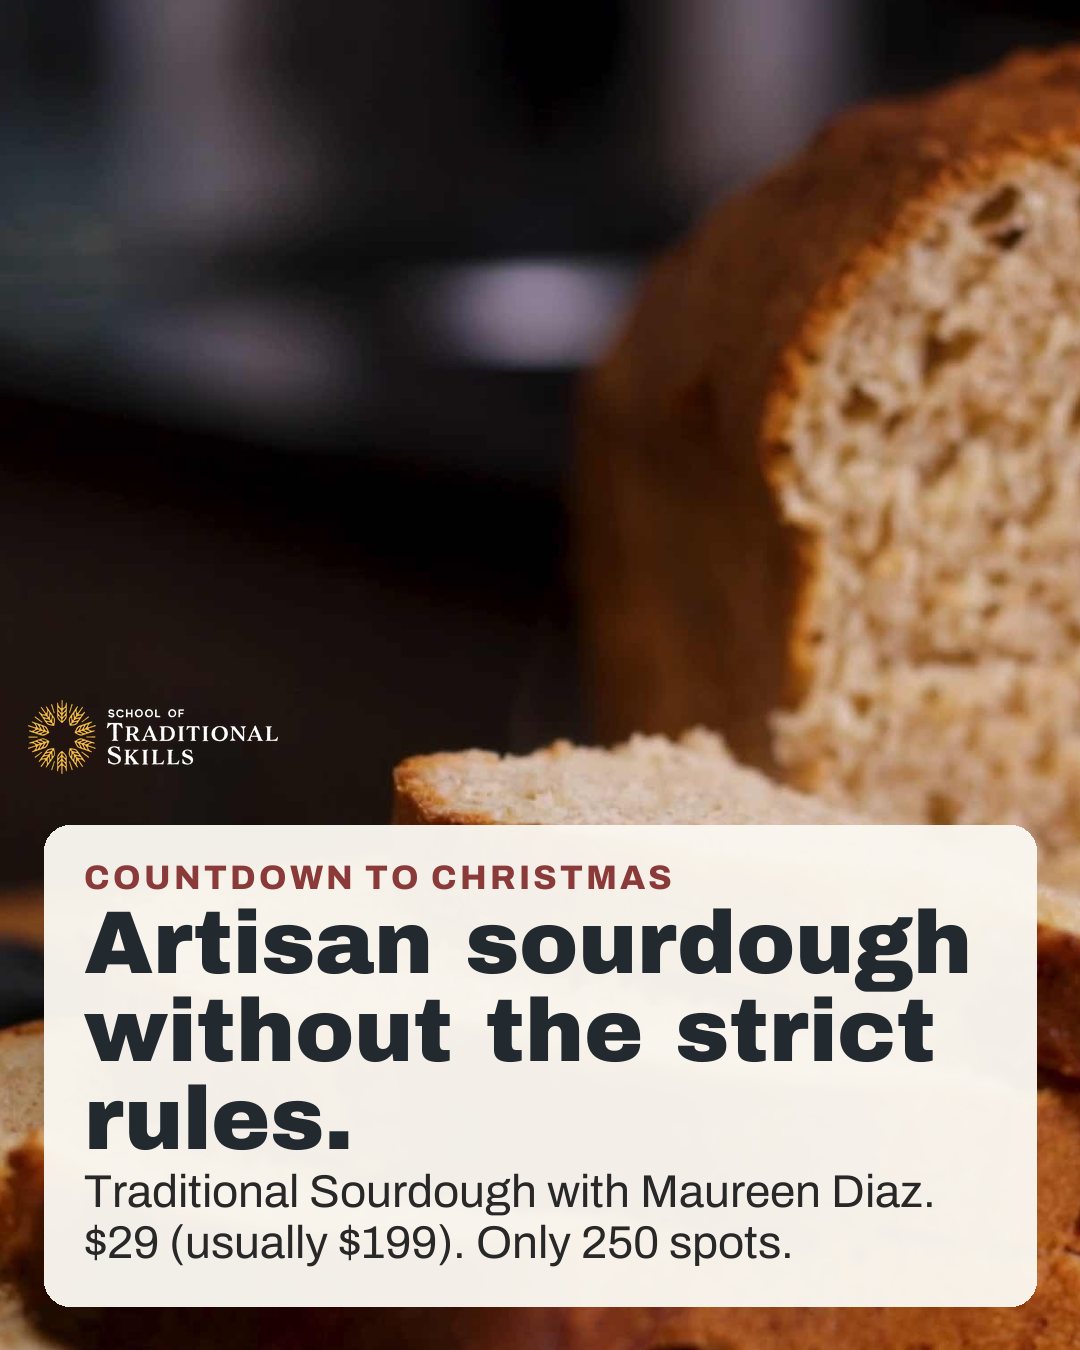 SCHOOL OF
TRADITIONAL
SKILLS
COUNTDOWN TO CHRISTMAS
Artisan sourdough
without the strict
rules.
Traditional Sourdough with Maureen Diaz.
$29 (usually $199). Only 250 spots.